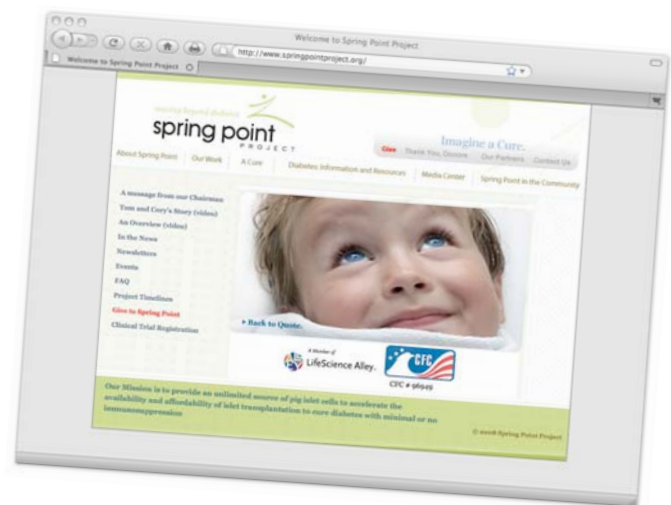 Welcome to Spring Point Project
http://www.springpointproject.org/
Welcome to Spring Point Project
spring point
PROJECT
Imagine a Cure.
Give Thank You, Donors Our Partners Contact Us
About Spring Point Our Work A Cure Diabetes Information and Resources Media Center Spring Point in the Community
A message from our Chairman
Tom and Cory's Story (video)
An Overview (video)
In the News
Newsletters
Events
FAQ
Project Timelines
Give to Spring Point
Clinical Trial Registration
Back to Quote.
A Member of
LifeScience Alley.
CFC
CFC # 96949
Our Mission is to provide an unlimited source of pig islet cells to accelerate the
availability and affordability of islet transplantation to cure diabetes with minimal or no
immunosuppression
© 2008 Spring Point Project